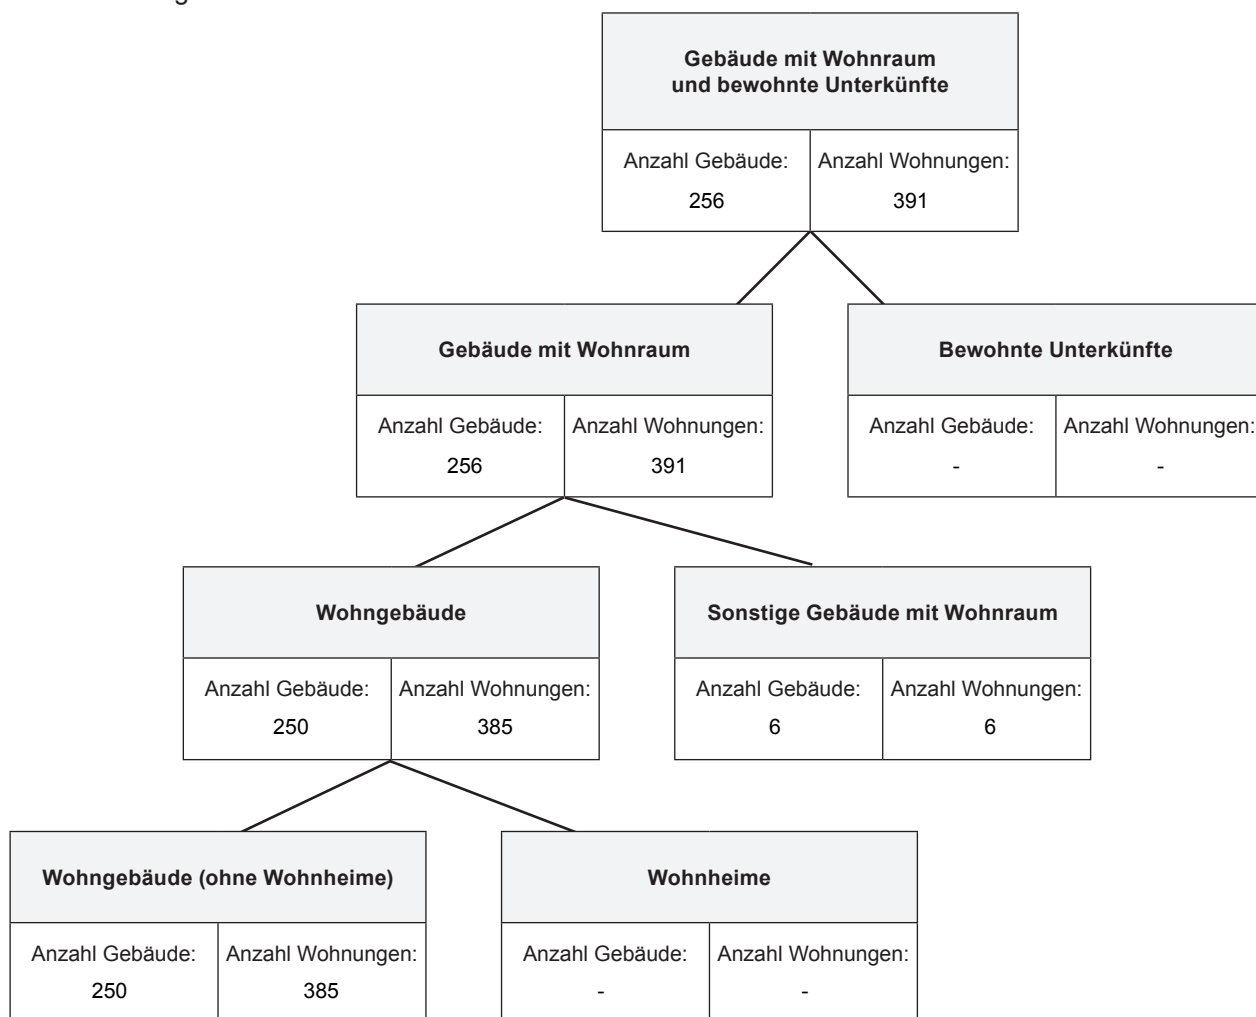 Gebäude mit Wohnraum
und bewohnte Unterkünfte
Anzahl Gebäude: Anzahl Wohnungen:
256 391
Gebäude mit Wohnraum
Bewohnte Unterkünfte
Anzahl Gebäude: Anzahl Wohnungen:
256 391
Anzahl Gebäude: Anzahl Wohnungen:
- -
Wohngebäude
Sonstige Gebäude mit Wohnraum
Anzahl Gebäude: Anzahl Wohnungen:
250 385
Anzahl Gebäude: Anzahl Wohnungen:
6 6
Wohngebäude (ohne Wohnheime)
Wohnheime
Anzahl Gebäude: Anzahl Wohnungen:
250 385
Anzahl Gebäude: Anzahl Wohnungen:
- -